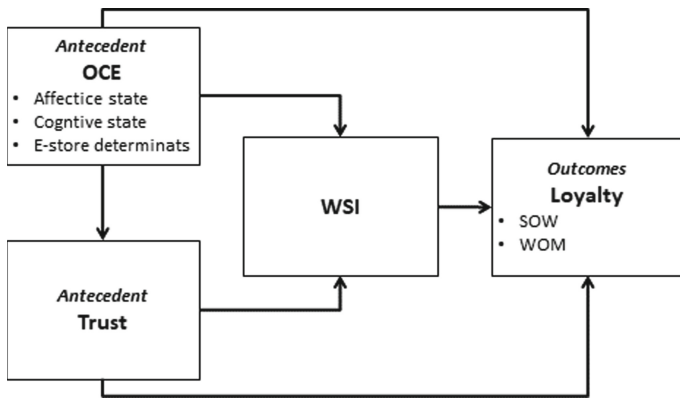 Antecedent
OCE
• Affectice state
• Cogntive state
• E-store determinats
WSI
Outcomes
Loyalty
• SOW
• WOM
Antecedent
Trust